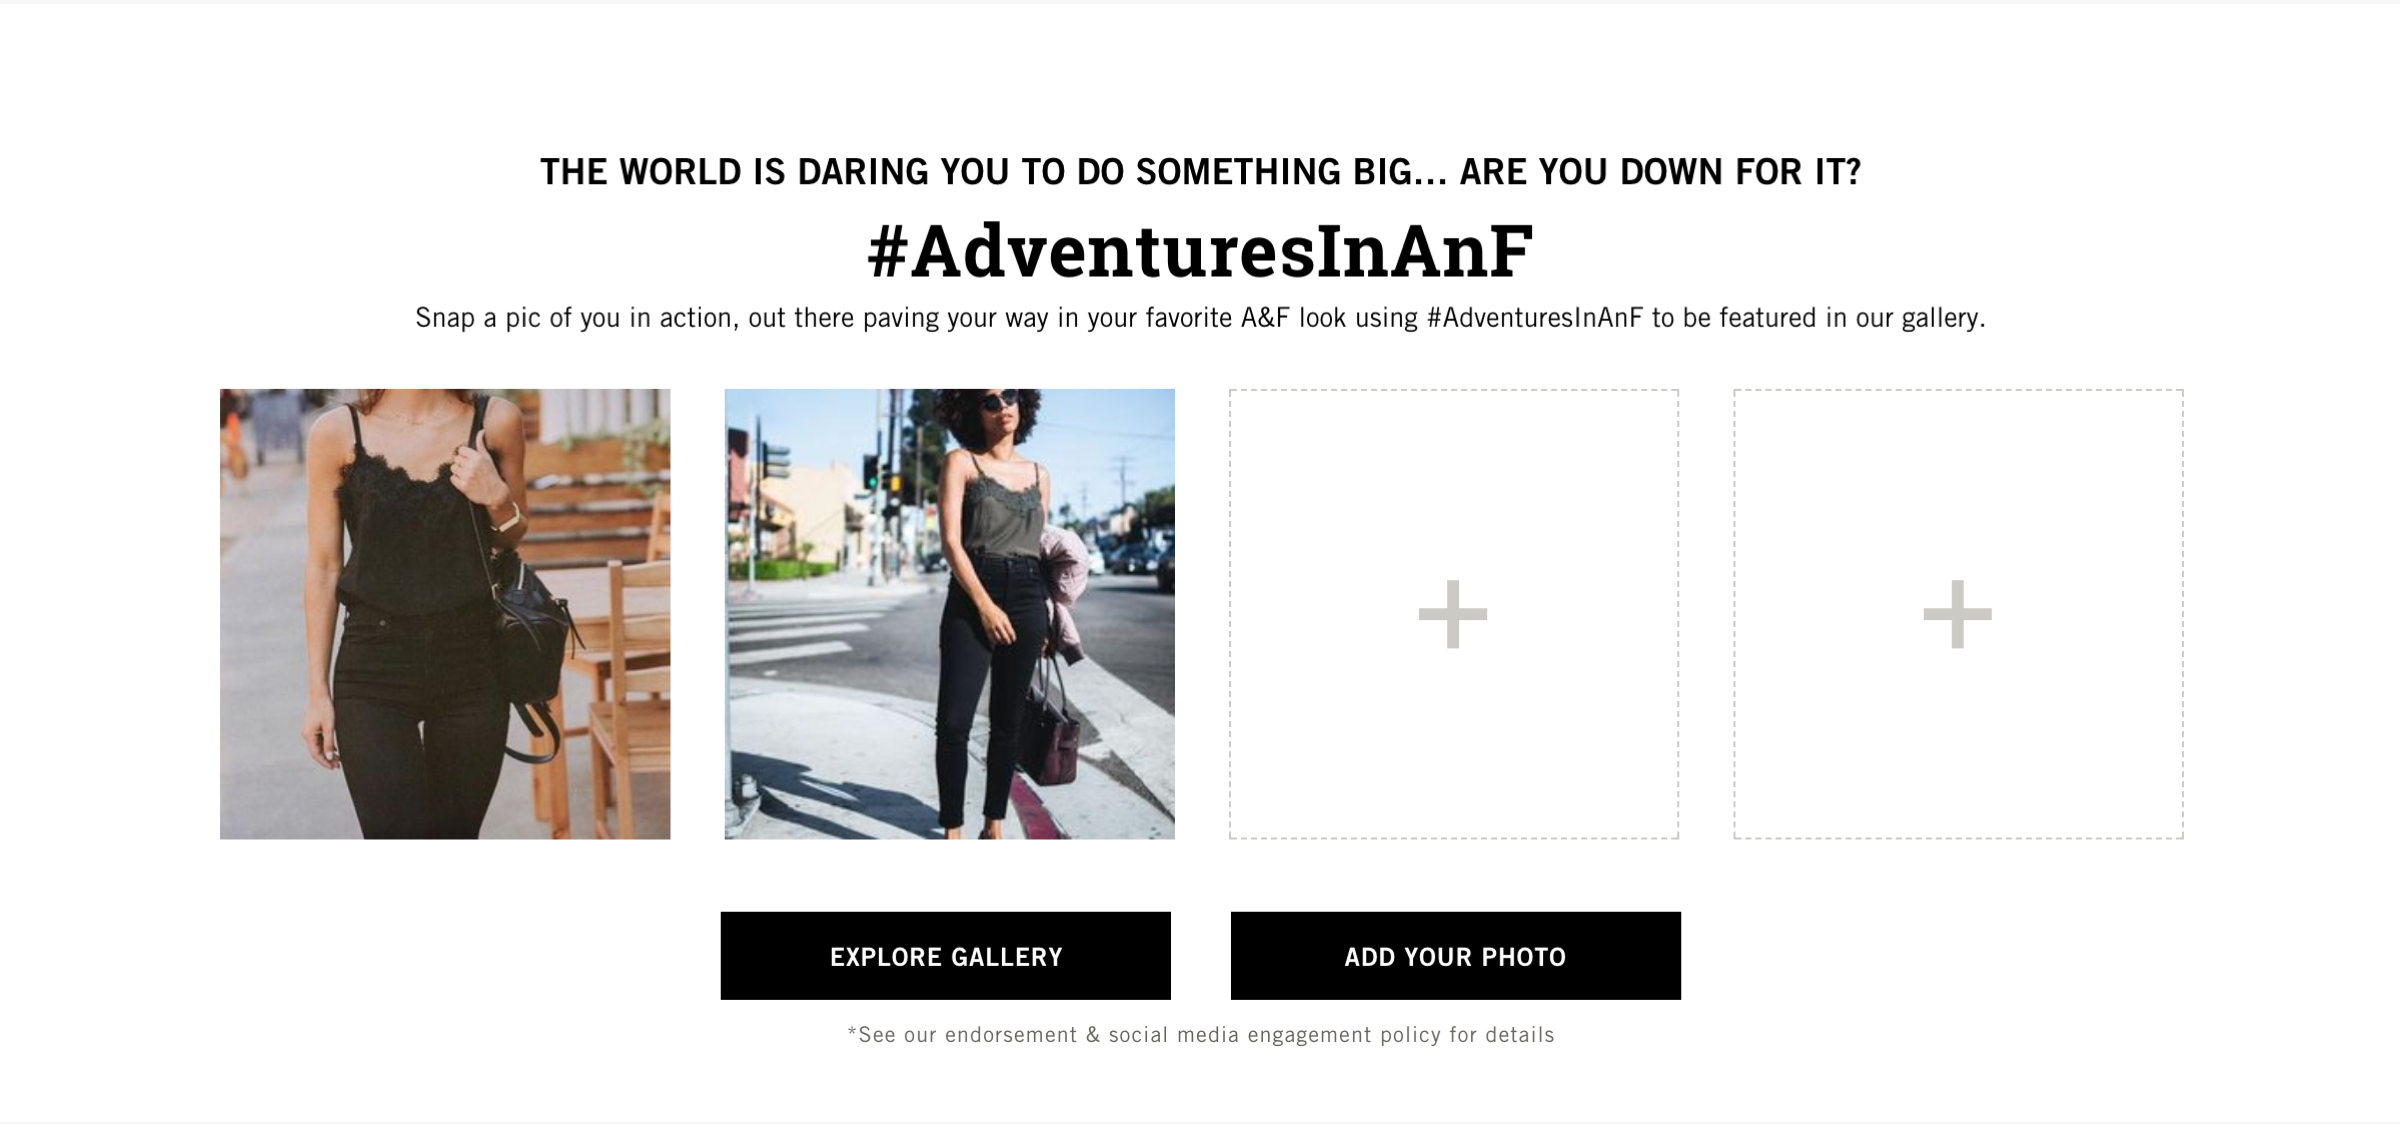 THE WORLD IS DARING YOU TO DO SOMETHING BIG... ARE YOU DOWN FOR IT?
#AdventuresInAnF
Snap a pic of you in action, out there paving your way in your favorite A&F look using #AdventuresInAnF to be featured in our gallery.
EXPLORE GALLERY
ADD YOUR PHOTO
*See our endorsement & social media engagement policy for details